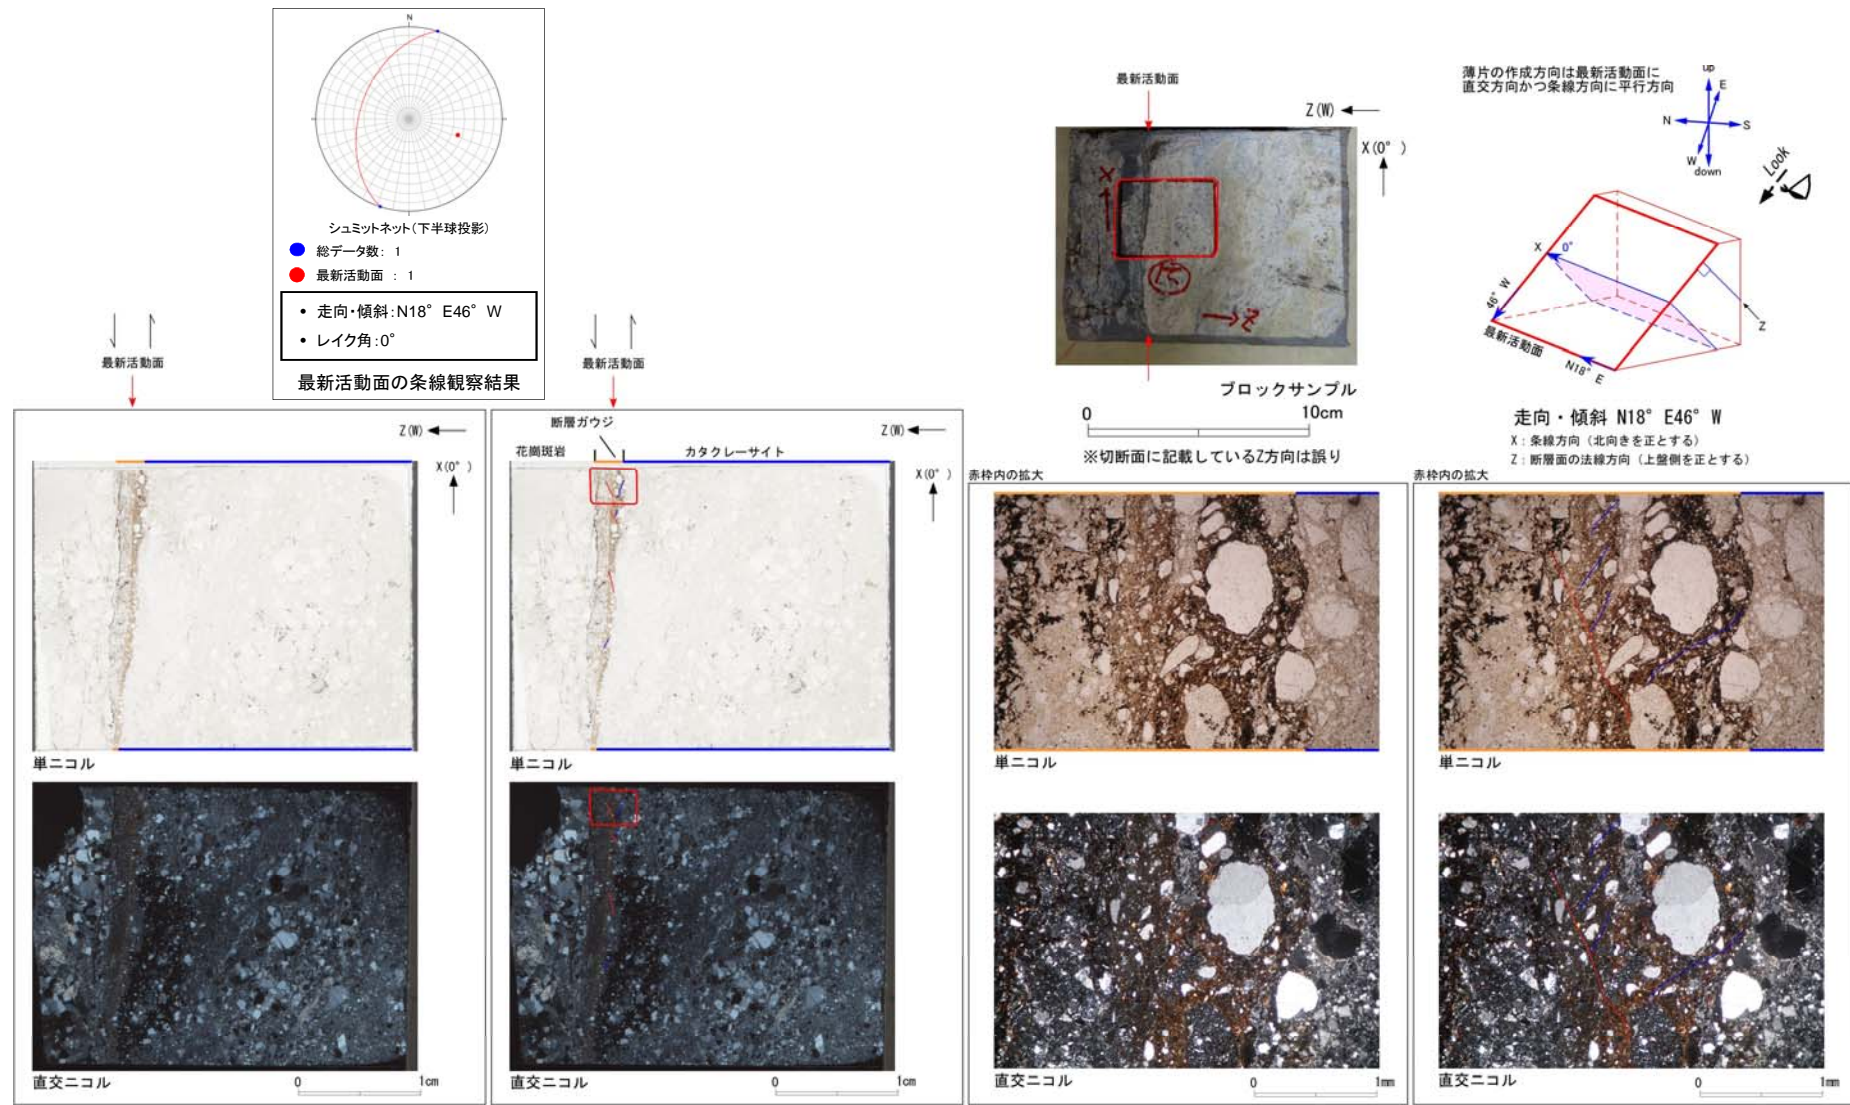 N
シュミットネット(下半球投影)
総データ数: 1
最新活動面 : 1
• 走向・傾斜:N18° E46° W
• レイク角:0°
最新活動面の条線観察結果
最新活動面
Z(W)
X(0° )
単ニコル
直交ニコル
0 1cm
最新活動面
断層ガウジ
花崗斑岩
カタクレーサイト
Z(W)
X(0° )
単ニコル
直交ニコル
0 1cm
最新活動面
Z(W)
X(0° )
X
Z
ブロックサンプル
0 10cm
※切断面に記載しているZ方向は誤り
薄片の作成方向は最新活動面に
直交方向かつ条線方向に平行方向
up
E
N
S
W
down
Look
X
0°
46° W
Z
最新活動面
N18° E
走向・傾斜 N18° E46° W
X:条線方向(北向きを正とする)
Z:断層面の法線方向(上盤側を正とする)
赤枠内の拡大
単ニコル
直交ニコル
0 1mm
赤枠内の拡大
単ニコル
直交ニコル
0 1mm